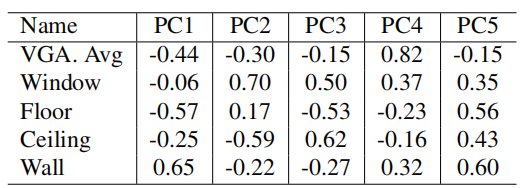 Name PC1 PC2 PC3 PC4 PC5
VGA. Avg -0.44 -0.30 -0.15 0.82 -0.15
Window -0.06 0.70 0.50 0.37 0.35
Floor -0.57 0.17 -0.53 -0.23 0.56
Ceiling -0.25 -0.59 0.62 -0.16 0.43
Wall 0.65 -0.22 -0.27 0.32 0.60